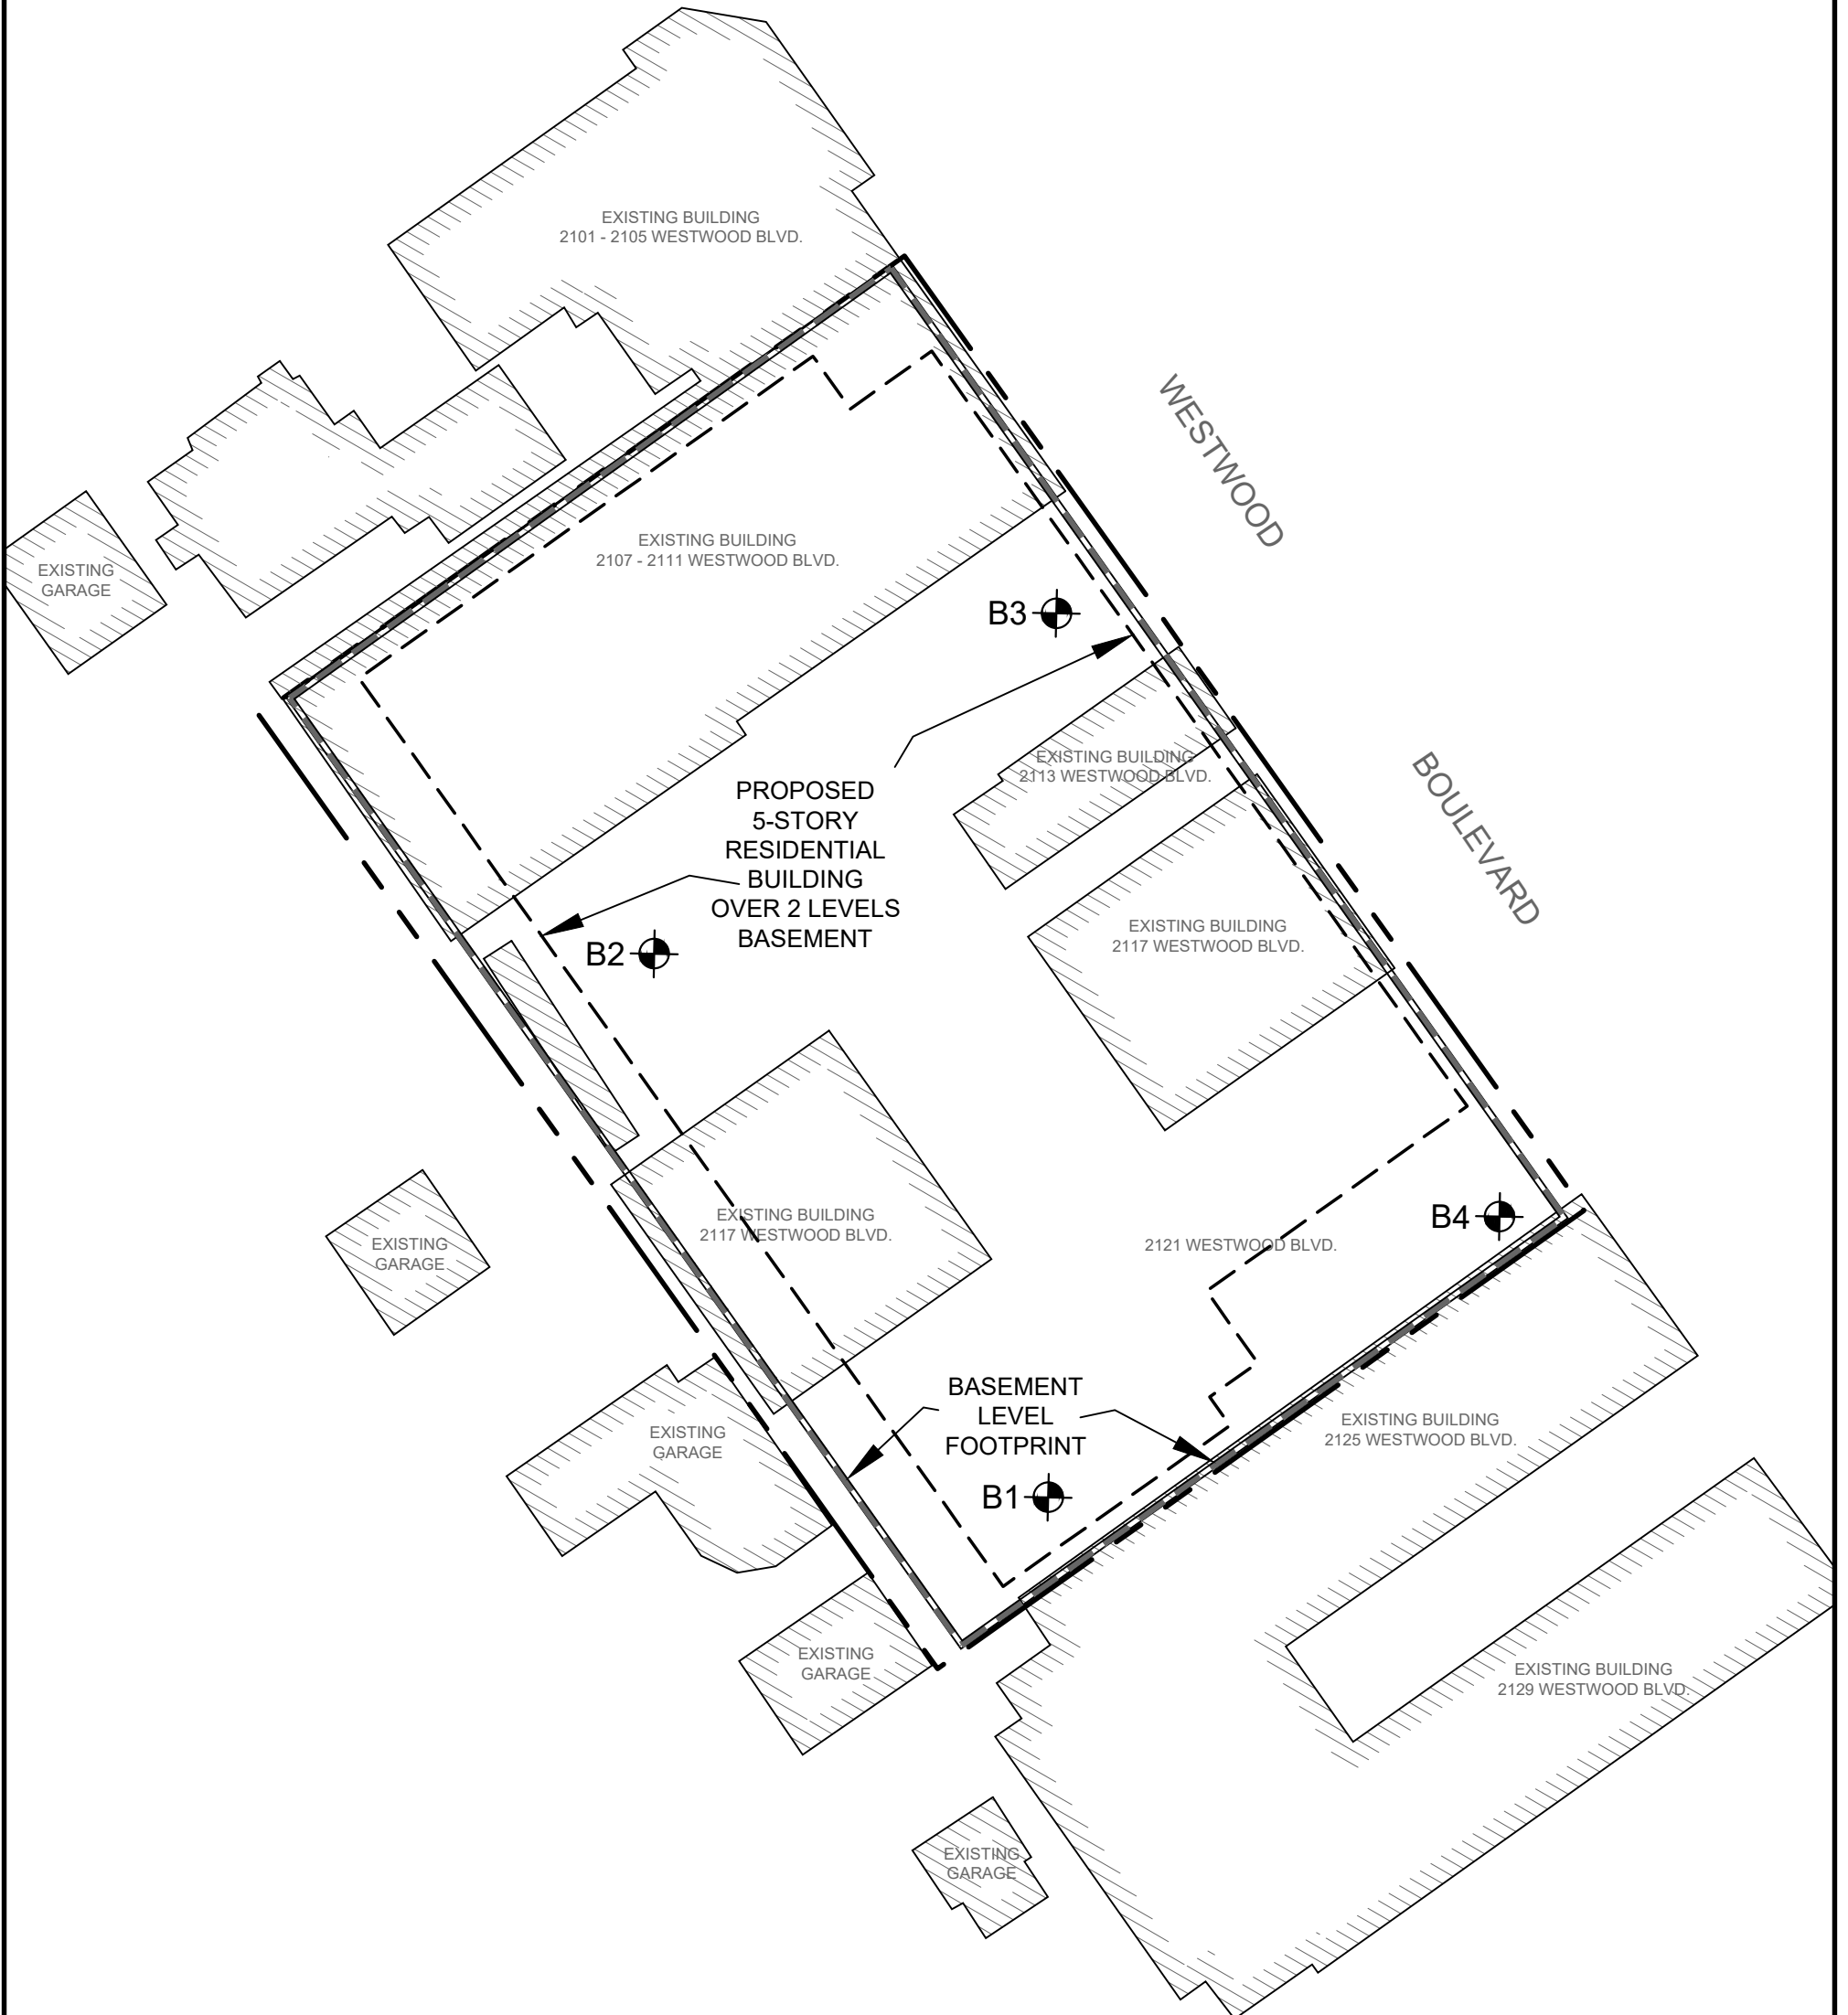 EXISTING BUILDING
2101 - 2105 WESTWOOD BLVD.
WESTWOOD
EXISTING BUILDING
2107 - 2111 WESTWOOD BLVD.
EXISTING
GARAGE
B3
EXISTING BUILDING
2113 WESTWOOD BLVD.
BOULEVARD
PROPOSED
5-STORY
RESIDENTIAL
BUILDING
OVER 2 LEVELS
BASEMENT
EXISTING BUILDING
2117 WESTWOOD BLVD.
B2
EXISTING BUILDING
2117 WESTWOOD BLVD.
B4
2121 WESTWOOD BLVD.
EXISTING
GARAGE
BASEMENT
LEVEL
FOOTPRINT
EXISTING BUILDING
2125 WESTWOOD BLVD.
EXISTING
GARAGE
B1
EXISTING
GARAGE
EXISTING BUILDING
2129 WESTWOOD BLVD.
EXISTING
GARAGE